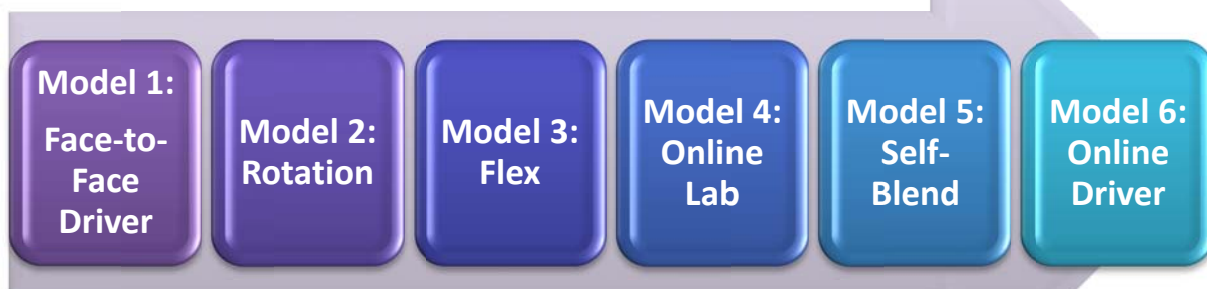 Model 1:
Face-to-
Face
Driver
Model 2:
Rotation
Model 3:
Flex
Model 4:
Online
Lab
Model 5:
Self-
Blend
Model 6:
Online
Driver